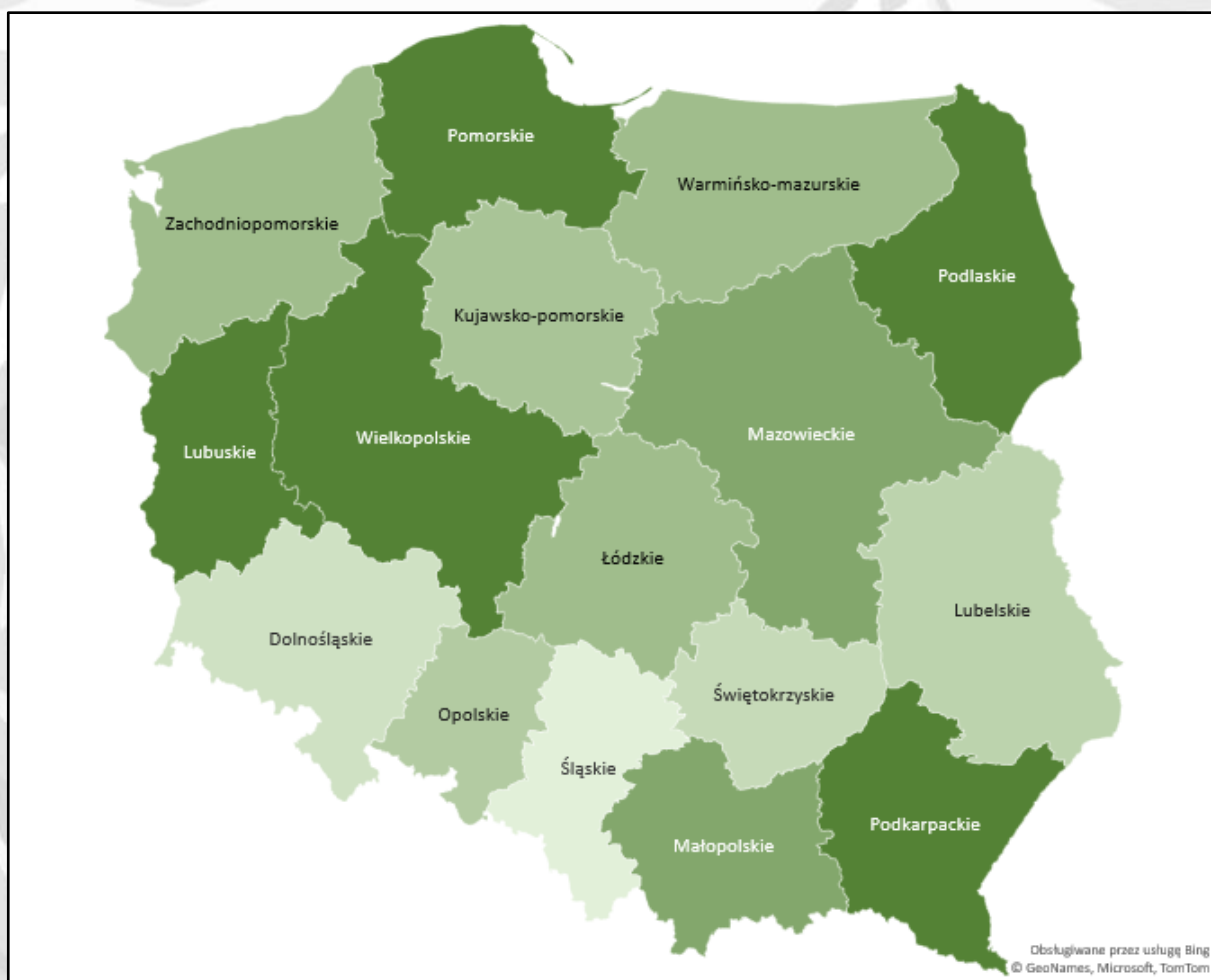 Pomorskie
Warmińsko-mazurskie
Zachodniopomorskie
Podlaskie
Kujawsko-pomorskie
Mazowieckie
Wielkopolskie
Lubuskie
Łódzkie
Lubelskie
Dolnośląskie
Świętokrzyskie
Opolskie
Śląskie
Podkarpackie
Małopolskie
Obsługiwane przez usługę Bing
© GeoNames, Microsoft, TomTom